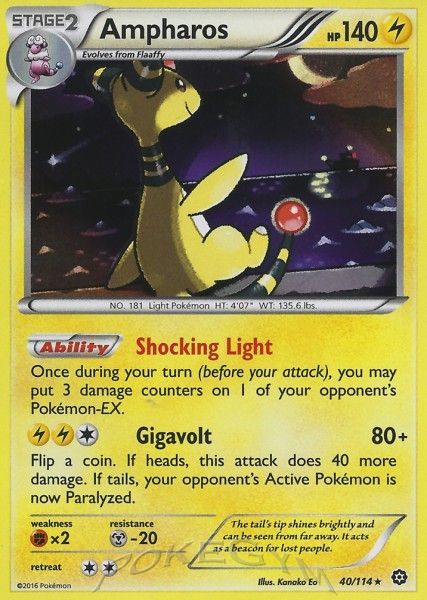 STAGE2
Ampharos
HP140
Evolves from Flaaffy
NO. 181 Light Pokémon HT: 4'07" WT: 135.6 lbs.
Ability Shocking Light
Once during your turn (before your attack), you may
put 3 damage counters on 1 of your opponent's
Pokémon-EX.
Gigavolt 80+
Flip a coin. If heads, this attack does 40 more
damage. If tails, your opponent's Active Pokémon is
now Paralyzed.
weakness resistance
×2 -20
The tail's tip shines brightly and
can be seen from far away. It acts
as a beacon for lost people.
retreat
©2016 Pokémon
Illus. Kanako Eo
40/114★
POKEGYM